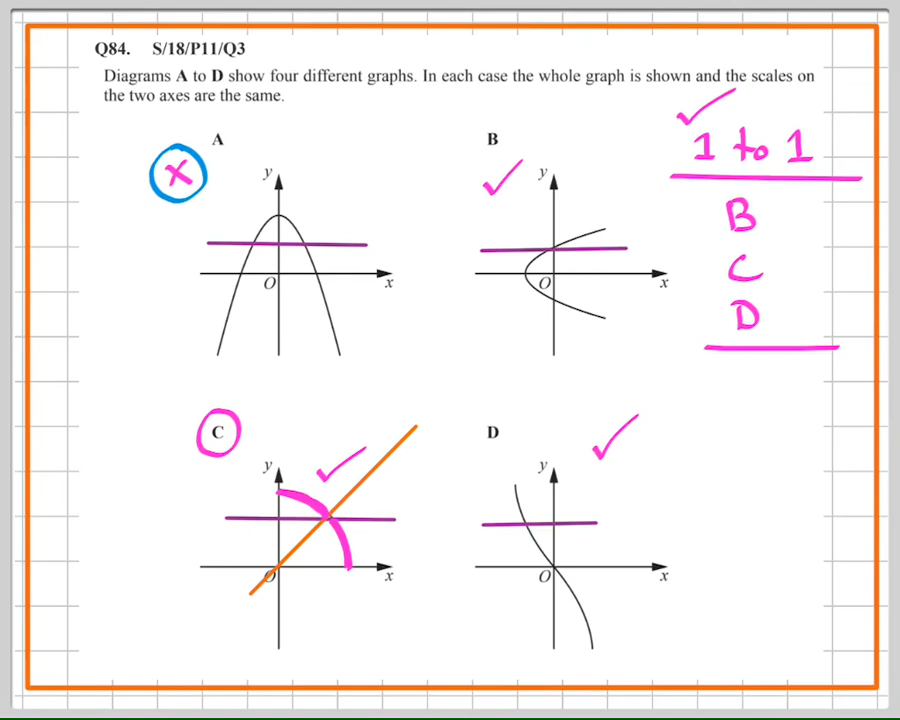 Q84. S/18/P11/Q3
Diagrams A to D show four different graphs. In each case the whole graph is shown and the scales on
the two axes are the same.
1 to 1
A
B
X
y
y
B
O
x
O
x
C
D
C
D
y
y
O
x
O
x